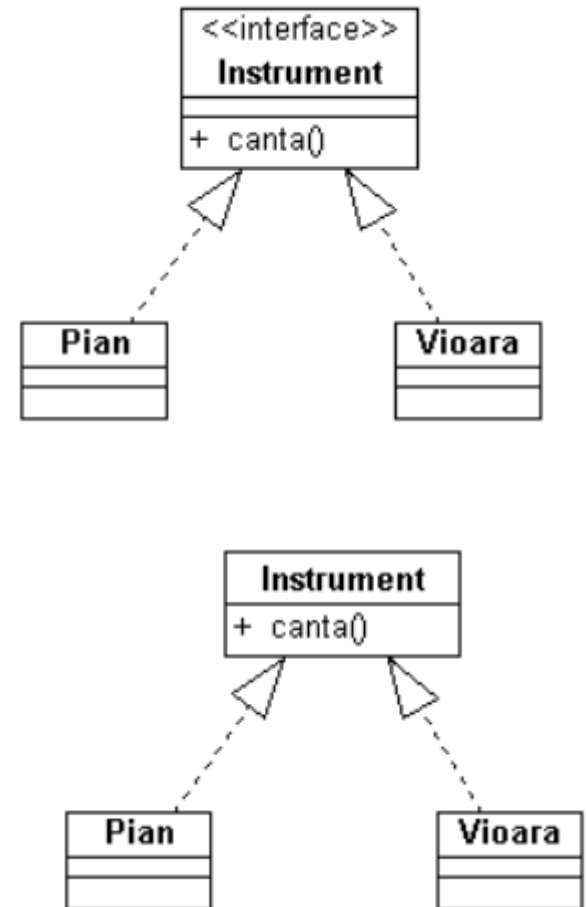 <<interface>>
Instrument
+ canta()
Pian
Vioara
Instrument
+ canta()
Pian
Vioara